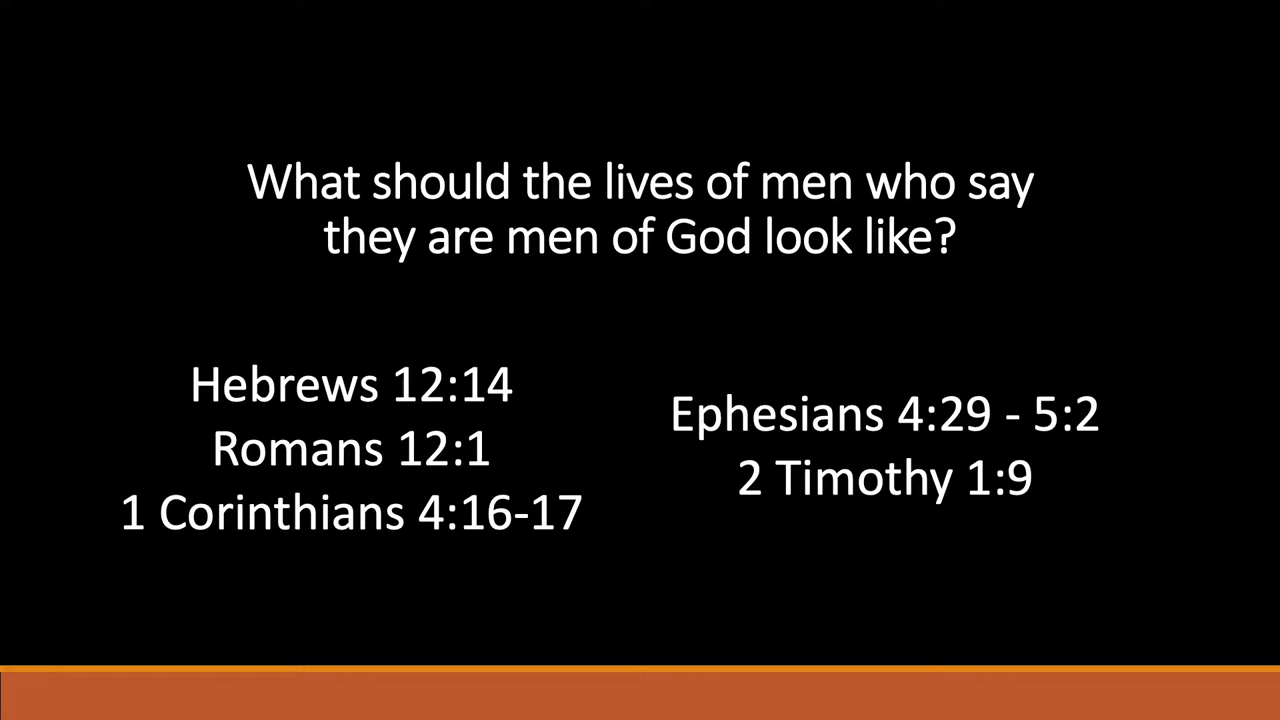 What should the lives of men who say
they are men of God look like?
Hebrews 12:14
Romans 12:1
1 Corinthians 4:16-17
Ephesians 4:29 - 5:2
2 Timothy 1:9